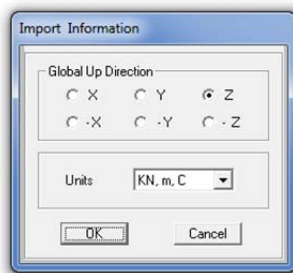 Import Information
Global Up Direction
X Y Z
-X -Y -Z
Units KN, m, C
OK Cancel